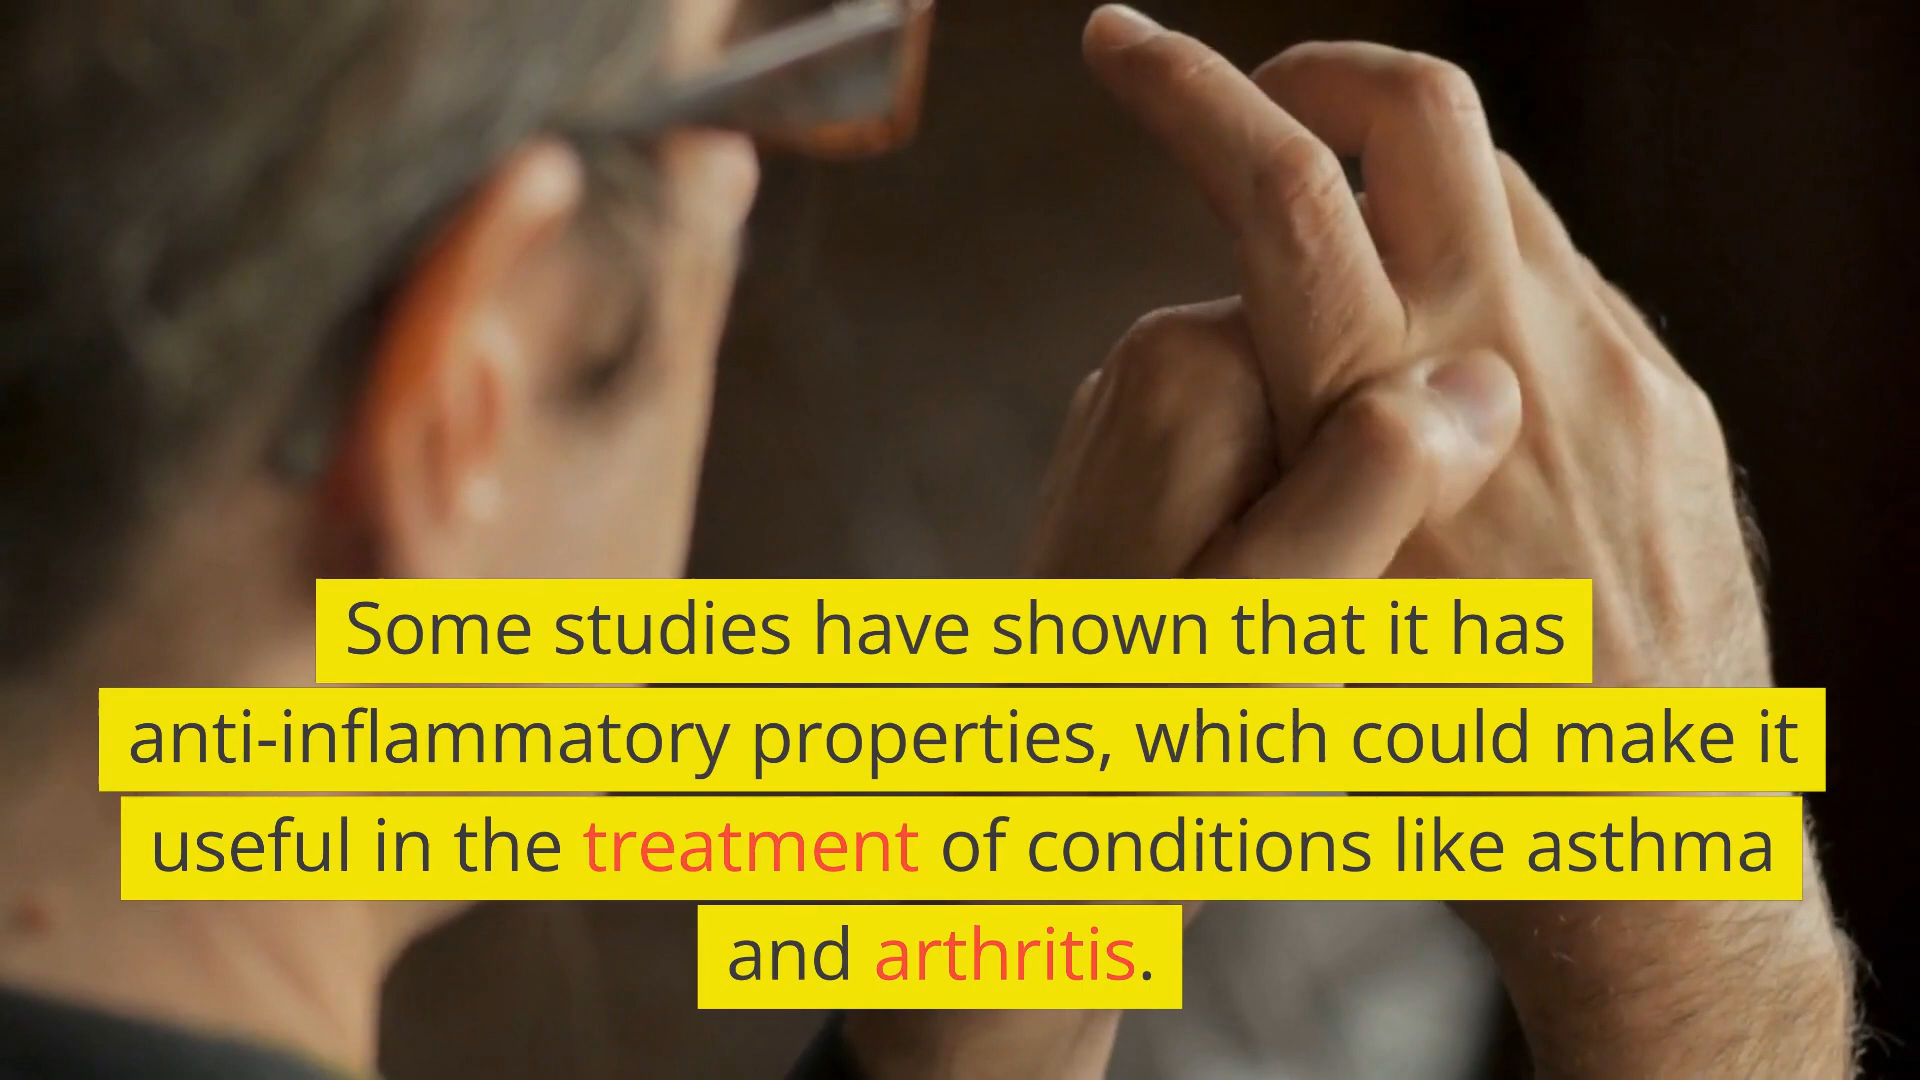 Some studies have shown that it has
anti-inflammatory properties, which could make it
useful in the treatment of conditions like asthma
and arthritis.